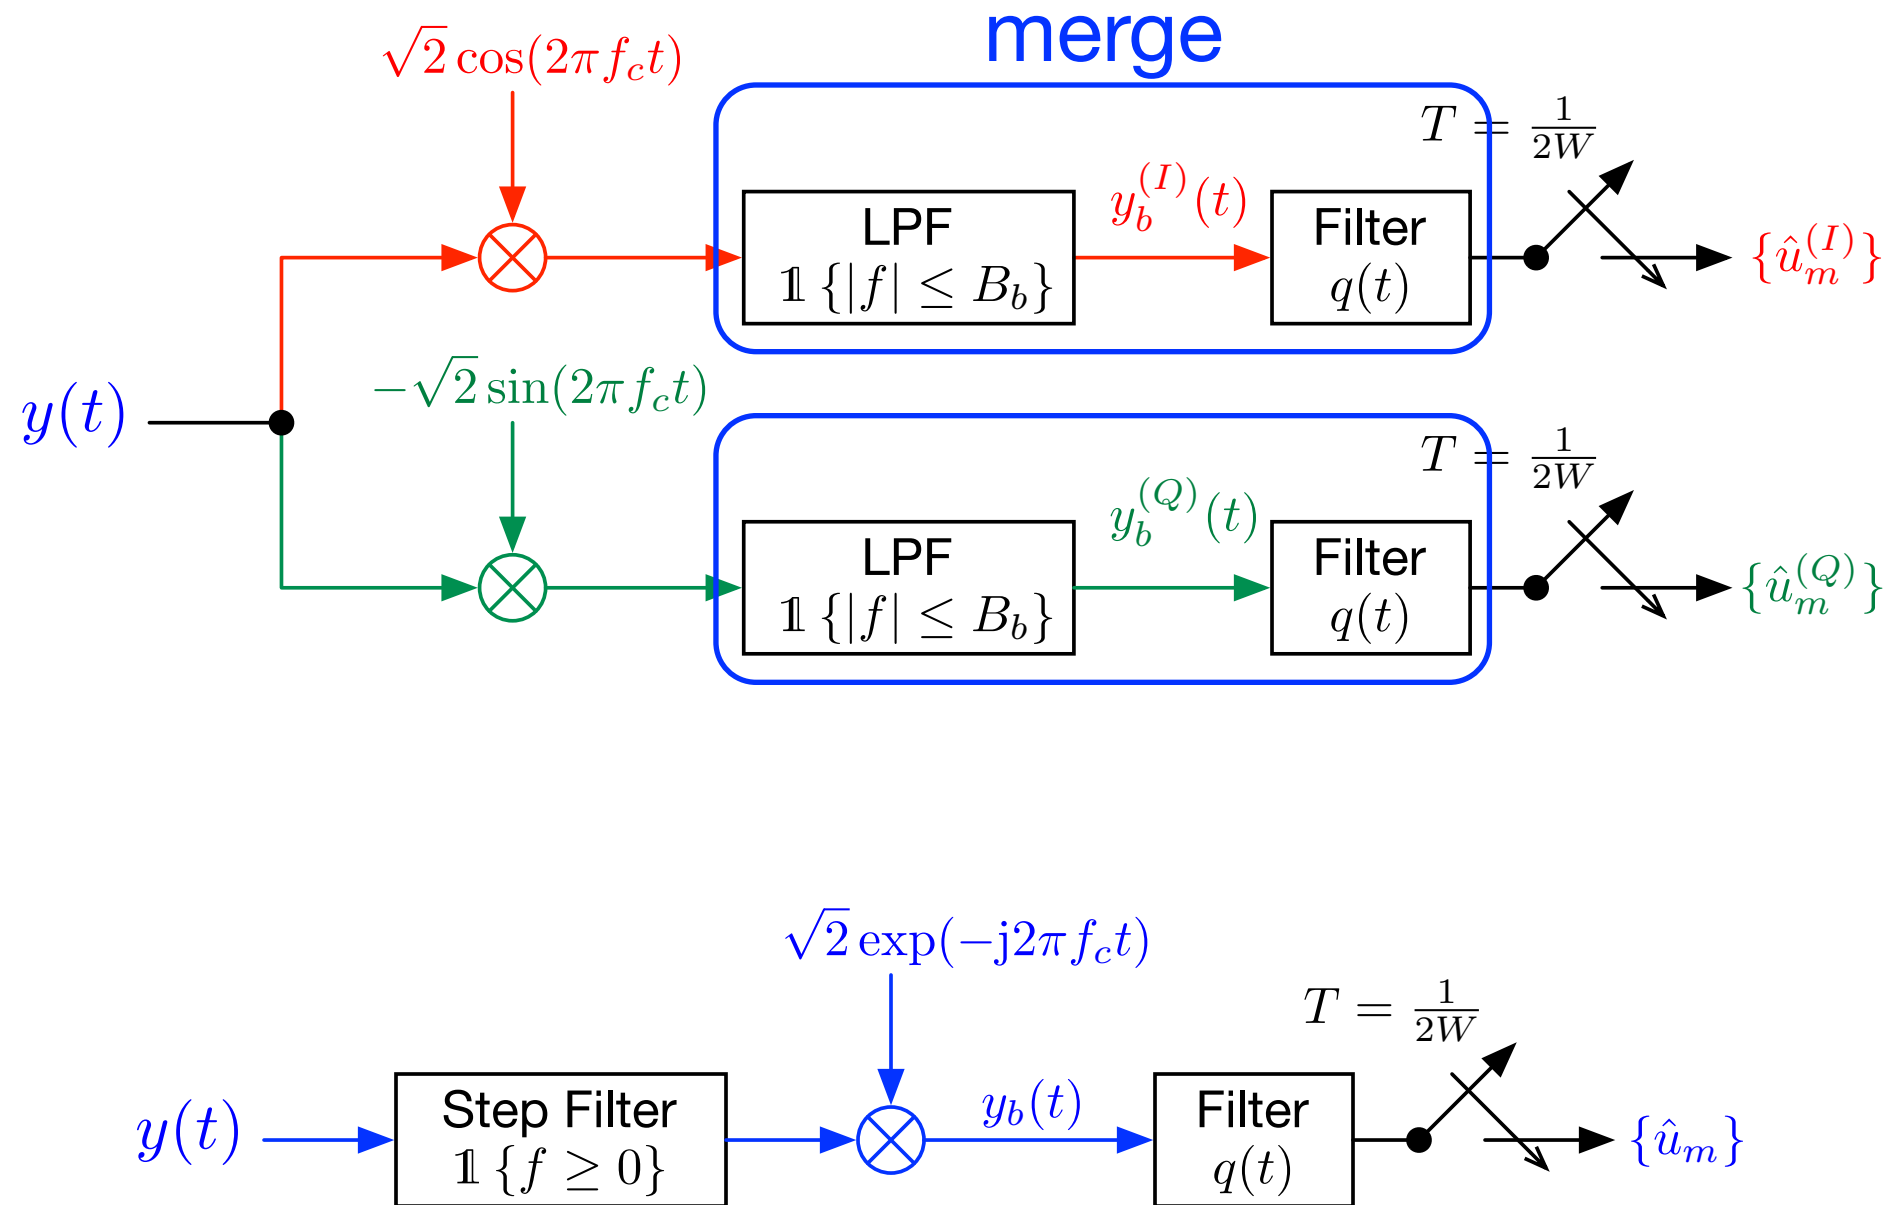 merge
√2 cos(2πf_c t)
T = 1/2W
LPF
𝟙 {|f| ≤ B_b}
y_b^(I)(t)
Filter
q(t)
{û_m^(I)}
y(t)
−√2 sin(2πf_c t)
T = 1/2W
LPF
𝟙 {|f| ≤ B_b}
y_b^(Q)(t)
Filter
q(t)
{û_m^(Q)}
√2 exp(−j2πf_c t)
T = 1/2W
y(t)
Step Filter
𝟙 {f ≥ 0}
y_b(t)
Filter
q(t)
{û_m}